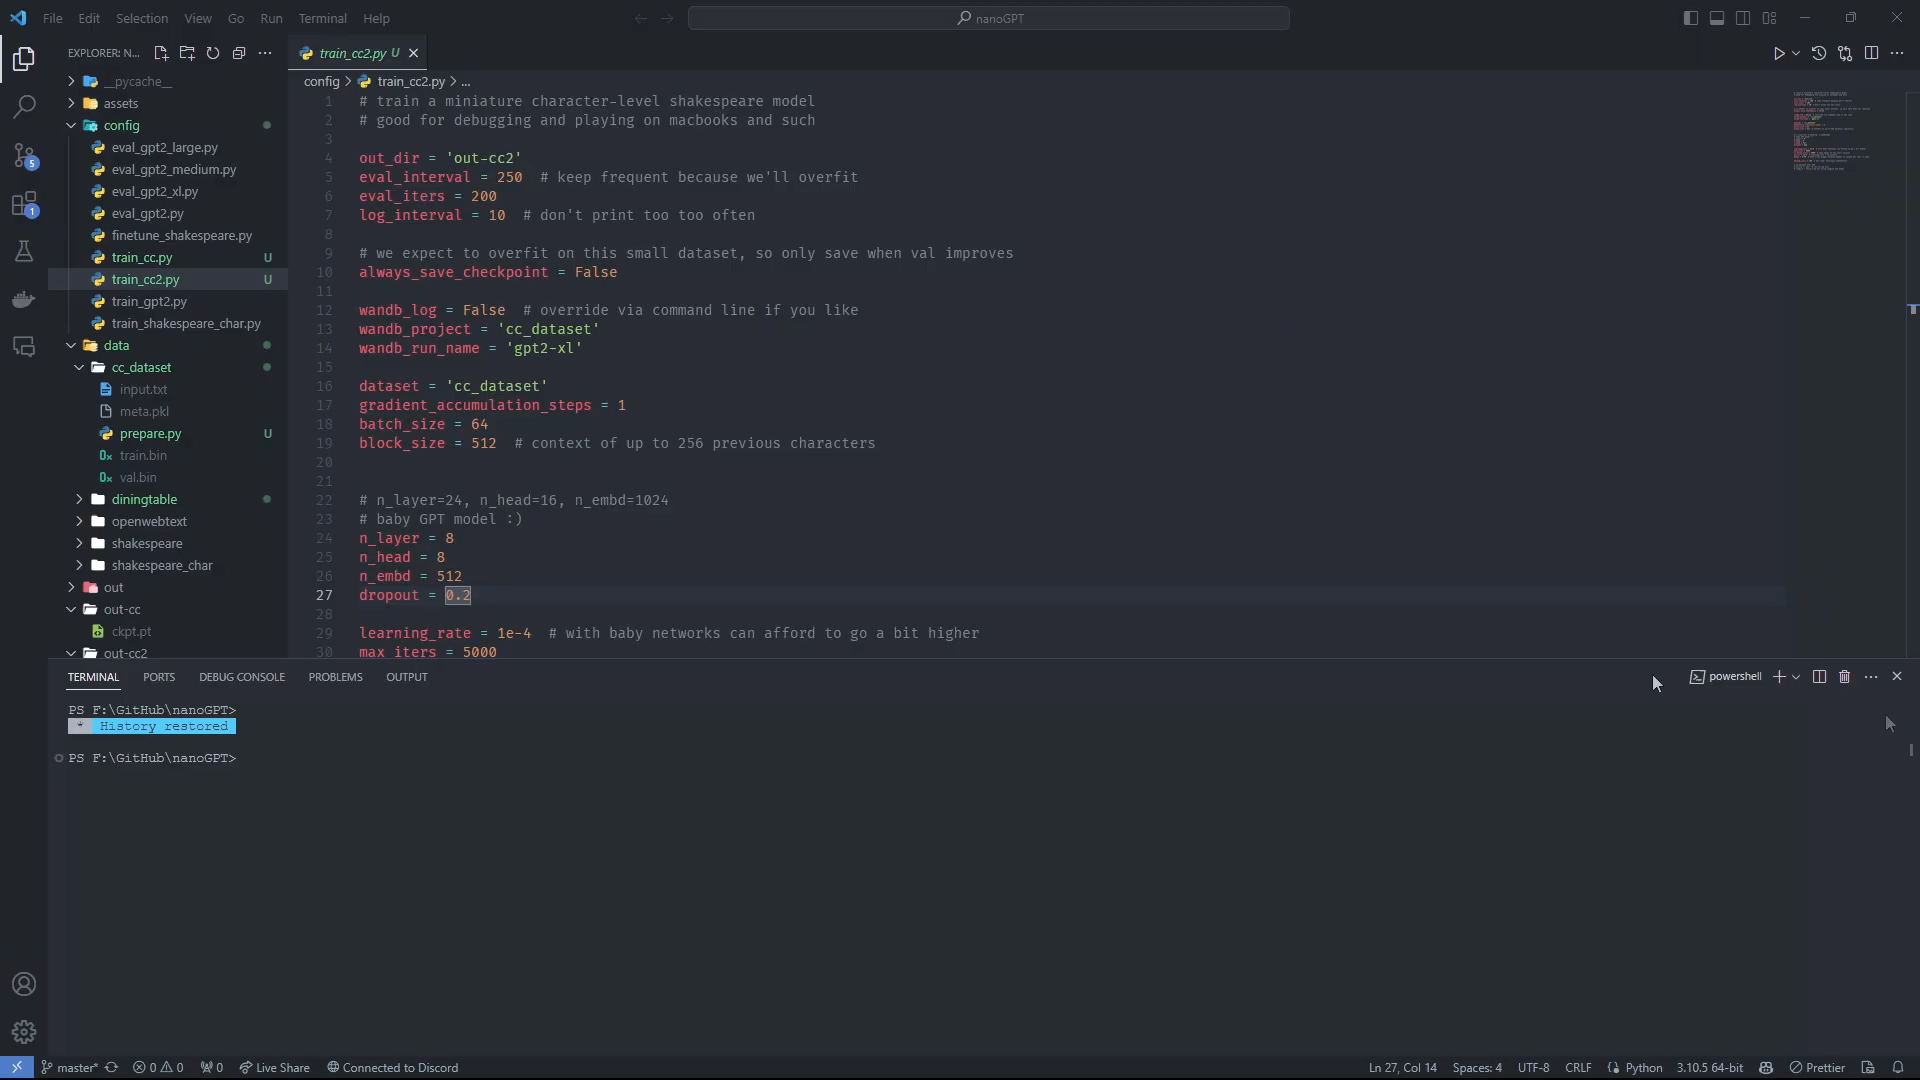 File Edit Selection View Go Run Terminal Help
nanoGPT
EXPLORER: N...
train_cc2.py U
__pycache__
assets
config
eval_gpt2_large.py
eval_gpt2_medium.py
eval_gpt2_xl.py
eval_gpt2.py
finetune_shakespeare.py
train_cc.py U
train_cc2.py U
train_gpt2.py
train_shakespeare_char.py
data
cc_dataset
input.txt
meta.pkl
prepare.py U
train.bin
val.bin
diningtable
openwebtext
shakespeare
shakespeare_char
out
out-cc
ckpt.pt
out-cc2
5
1
config > train_cc2.py > ...
1 # train a miniature character-level shakespeare model
2 # good for debugging and playing on macbooks and such
3
4 out_dir = 'out-cc2'
5 eval_interval = 250 # keep frequent because we'll overfit
6 eval_iters = 200
7 log_interval = 10 # don't print too too often
8
9 # we expect to overfit on this small dataset, so only save when val improves
10 always_save_checkpoint = False
11
12 wandb_log = False # override via command line if you like
13 wandb_project = 'cc_dataset'
14 wandb_run_name = 'gpt2-xl'
15
16 dataset = 'cc_dataset'
17 gradient_accumulation_steps = 1
18 batch_size = 64
19 block_size = 512 # context of up to 256 previous characters
20
21
22 # n_layer=24, n_head=16, n_embd=1024
23 # baby GPT model :)
24 n_layer = 8
25 n_head = 8
26 n_embd = 512
27 dropout = 0.2
28
29 learning_rate = 1e-4 # with baby networks can afford to go a bit higher
30 max_iters = 5000
TERMINAL PORTS DEBUG CONSOLE PROBLEMS OUTPUT
powershell
PS F:\GitHub\nanoGPT>
* History restored
PS F:\GitHub\nanoGPT>
master* 0 0 0 Live Share Connected to Discord
Ln 27, Col 14 Spaces: 4 UTF-8 CRLF Python 3.10.5 64-bit Prettier